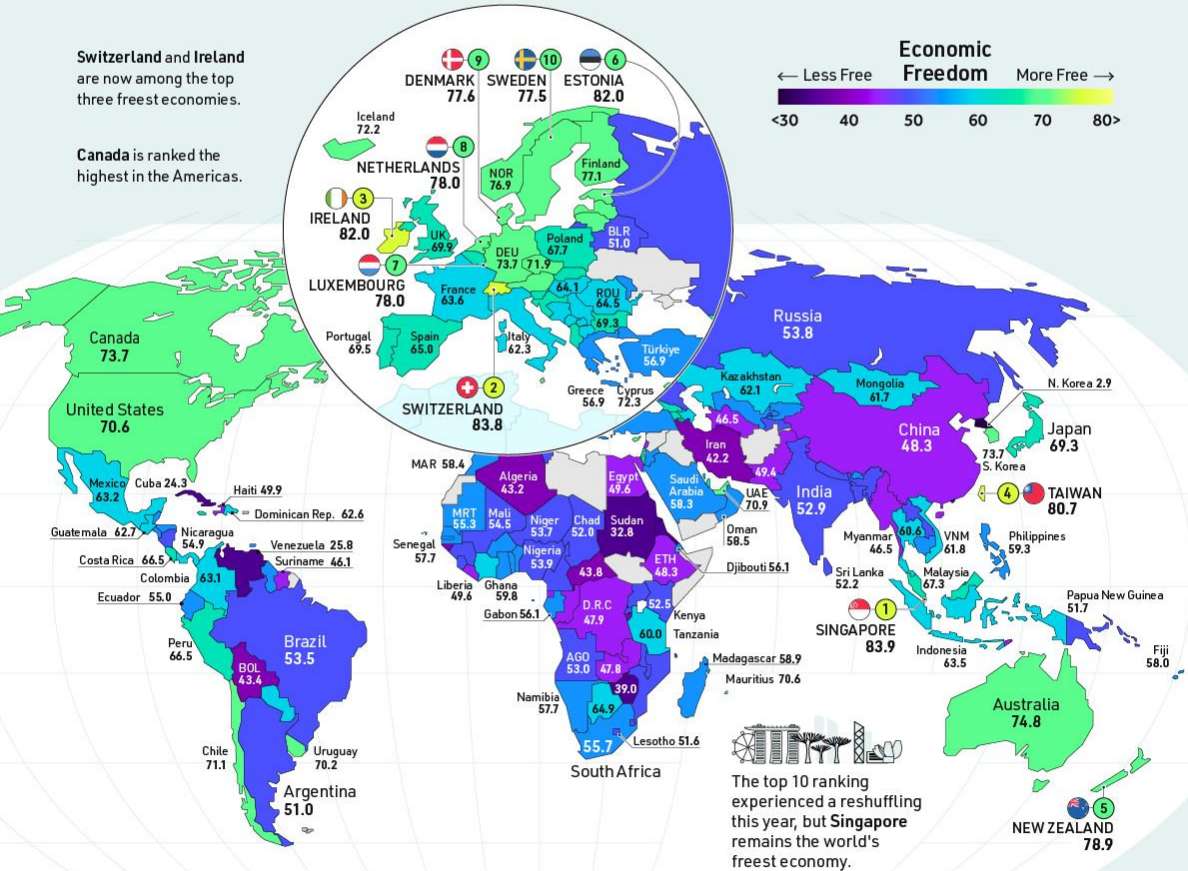 Switzerland and Ireland
are now among the top
three freest economies.
Canada is ranked the
highest in the Americas.
Economic
Freedom
← Less Free
More Free →
<30 40 50 60 70 80>
9
DENMARK
77.6
10
SWEDEN
77.5
6
ESTONIA
82.0
Iceland
72.2
8
NETHERLANDS
78.0
NOR
76.9
Finland
77.1
3
IRELAND
82.0
UK
69.9
7
LUXEMBOURG
78.0
DEU
73.7
71.9
Poland
67.7
BLR
51.0
France
63.6
64.1
ROU
64.5
69.3
Portugal
69.5
Spain
65.0
Italy
62.3
Türkiye
56.9
Greece
56.9
Cyprus
72.3
2
SWITZERLAND
83.8
Canada
73.7
United States
70.6
Mexico
63.2
Cuba 24.3
Haiti 49.9
Dominican Rep. 62.6
Guatemala 62.7
Nicaragua
54.9
Costa Rica 66.5
Venezuela 25.8
Suriname 46.1
Colombia
63.1
Ecuador 55.0
Peru
66.5
Brazil
53.5
BOL
43.4
Chile
71.1
Uruguay
70.2
Argentina
51.0
MAR 58.4
Algeria
43.2
Egypt
49.6
MRT
55.3
Mali
54.5
Niger
53.7
Chad
52.0
Sudan
32.8
Senegal
57.7
Nigeria
53.9
ETH
48.3
Djibouti 56.1
Liberia
49.6
Ghana
59.8
43.8
Gabon 56.1
D.R.C
47.9
52.5
Kenya
60.0
Tanzania
AGO
53.0
47.8
Madagascar 58.9
Mauritius 70.6
39.0
Namibia
57.7
64.9
Lesotho 51.6
55.7
South Africa
Russia
53.8
Kazakhstan
62.1
Mongolia
61.7
N. Korea 2.9
46.5
Iran
42.2
49.4
China
48.3
73.7
S. Korea
Japan
69.3
Saudi
Arabia
58.3
UAE
70.9
Oman
58.5
India
52.9
4
TAIWAN
80.7
Myanmar
46.5
60.6
VNM
61.8
Philippines
59.3
Sri Lanka
52.2
Malaysia
67.3
Papua New Guinea
51.7
1
SINGAPORE
83.9
Indonesia
63.5
Fiji
58.0
Australia
74.8
5
NEW ZEALAND
78.9
The top 10 ranking
experienced a reshuffling
this year, but Singapore
remains the world's
freest economy.